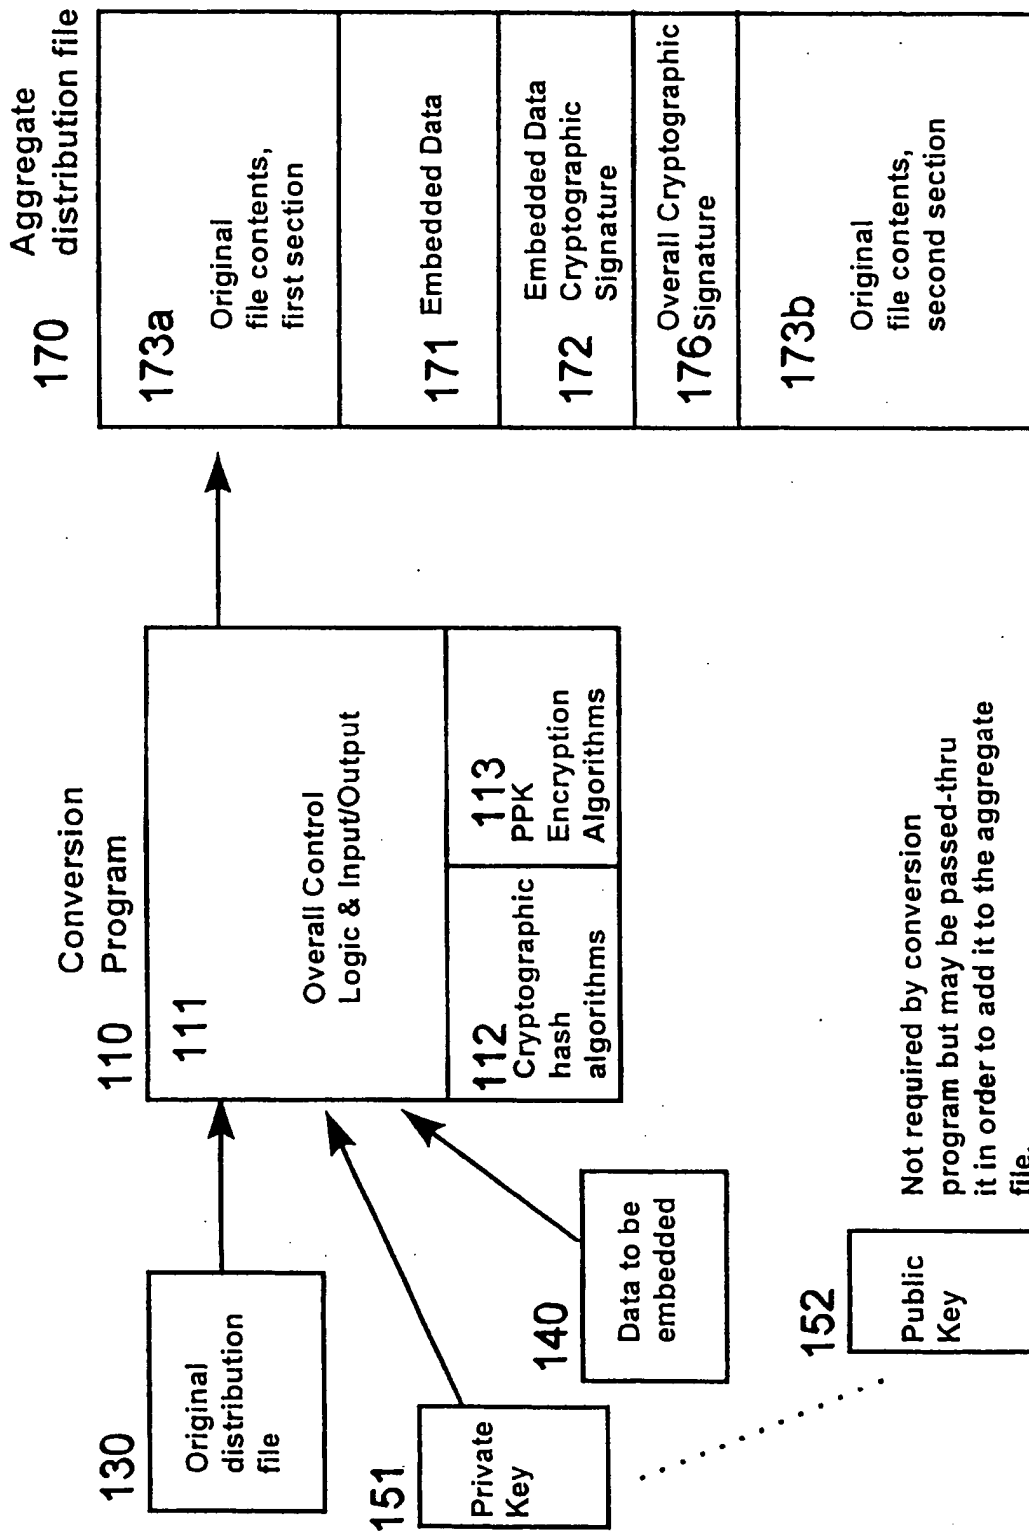 130
Original
distribution
file
151
Private
Key
140
Data to be
embedded
152
Public
Key
Not required by conversion
program but may be passed-thru
it in order to add it to the aggregate
file.
Conversion
110 Program
111
Overall Control
Logic & Input/Output
112
Cryptographic
hash
algorithms
113
PPK
Encryption
Algorithms
170
Aggregate
distribution file
173a
Original
file contents,
first section
171 Embedded Data
172
Embedded Data
Cryptographic
Signature
176
Overall Cryptographic
Signature
173b
Original
file contents,
second section